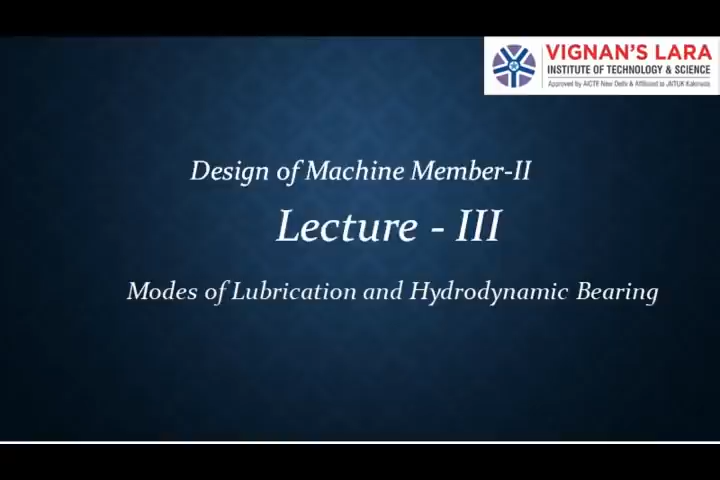 VIGNAN'S LARA
INSTITUTE OF TECHNOLOGY & SCIENCE
Approved by AICTE New Delhi & Affiliated to JNTUK Kakinada
Design of Machine Member-II
Lecture - III
Modes of Lubrication and Hydrodynamic Bearing